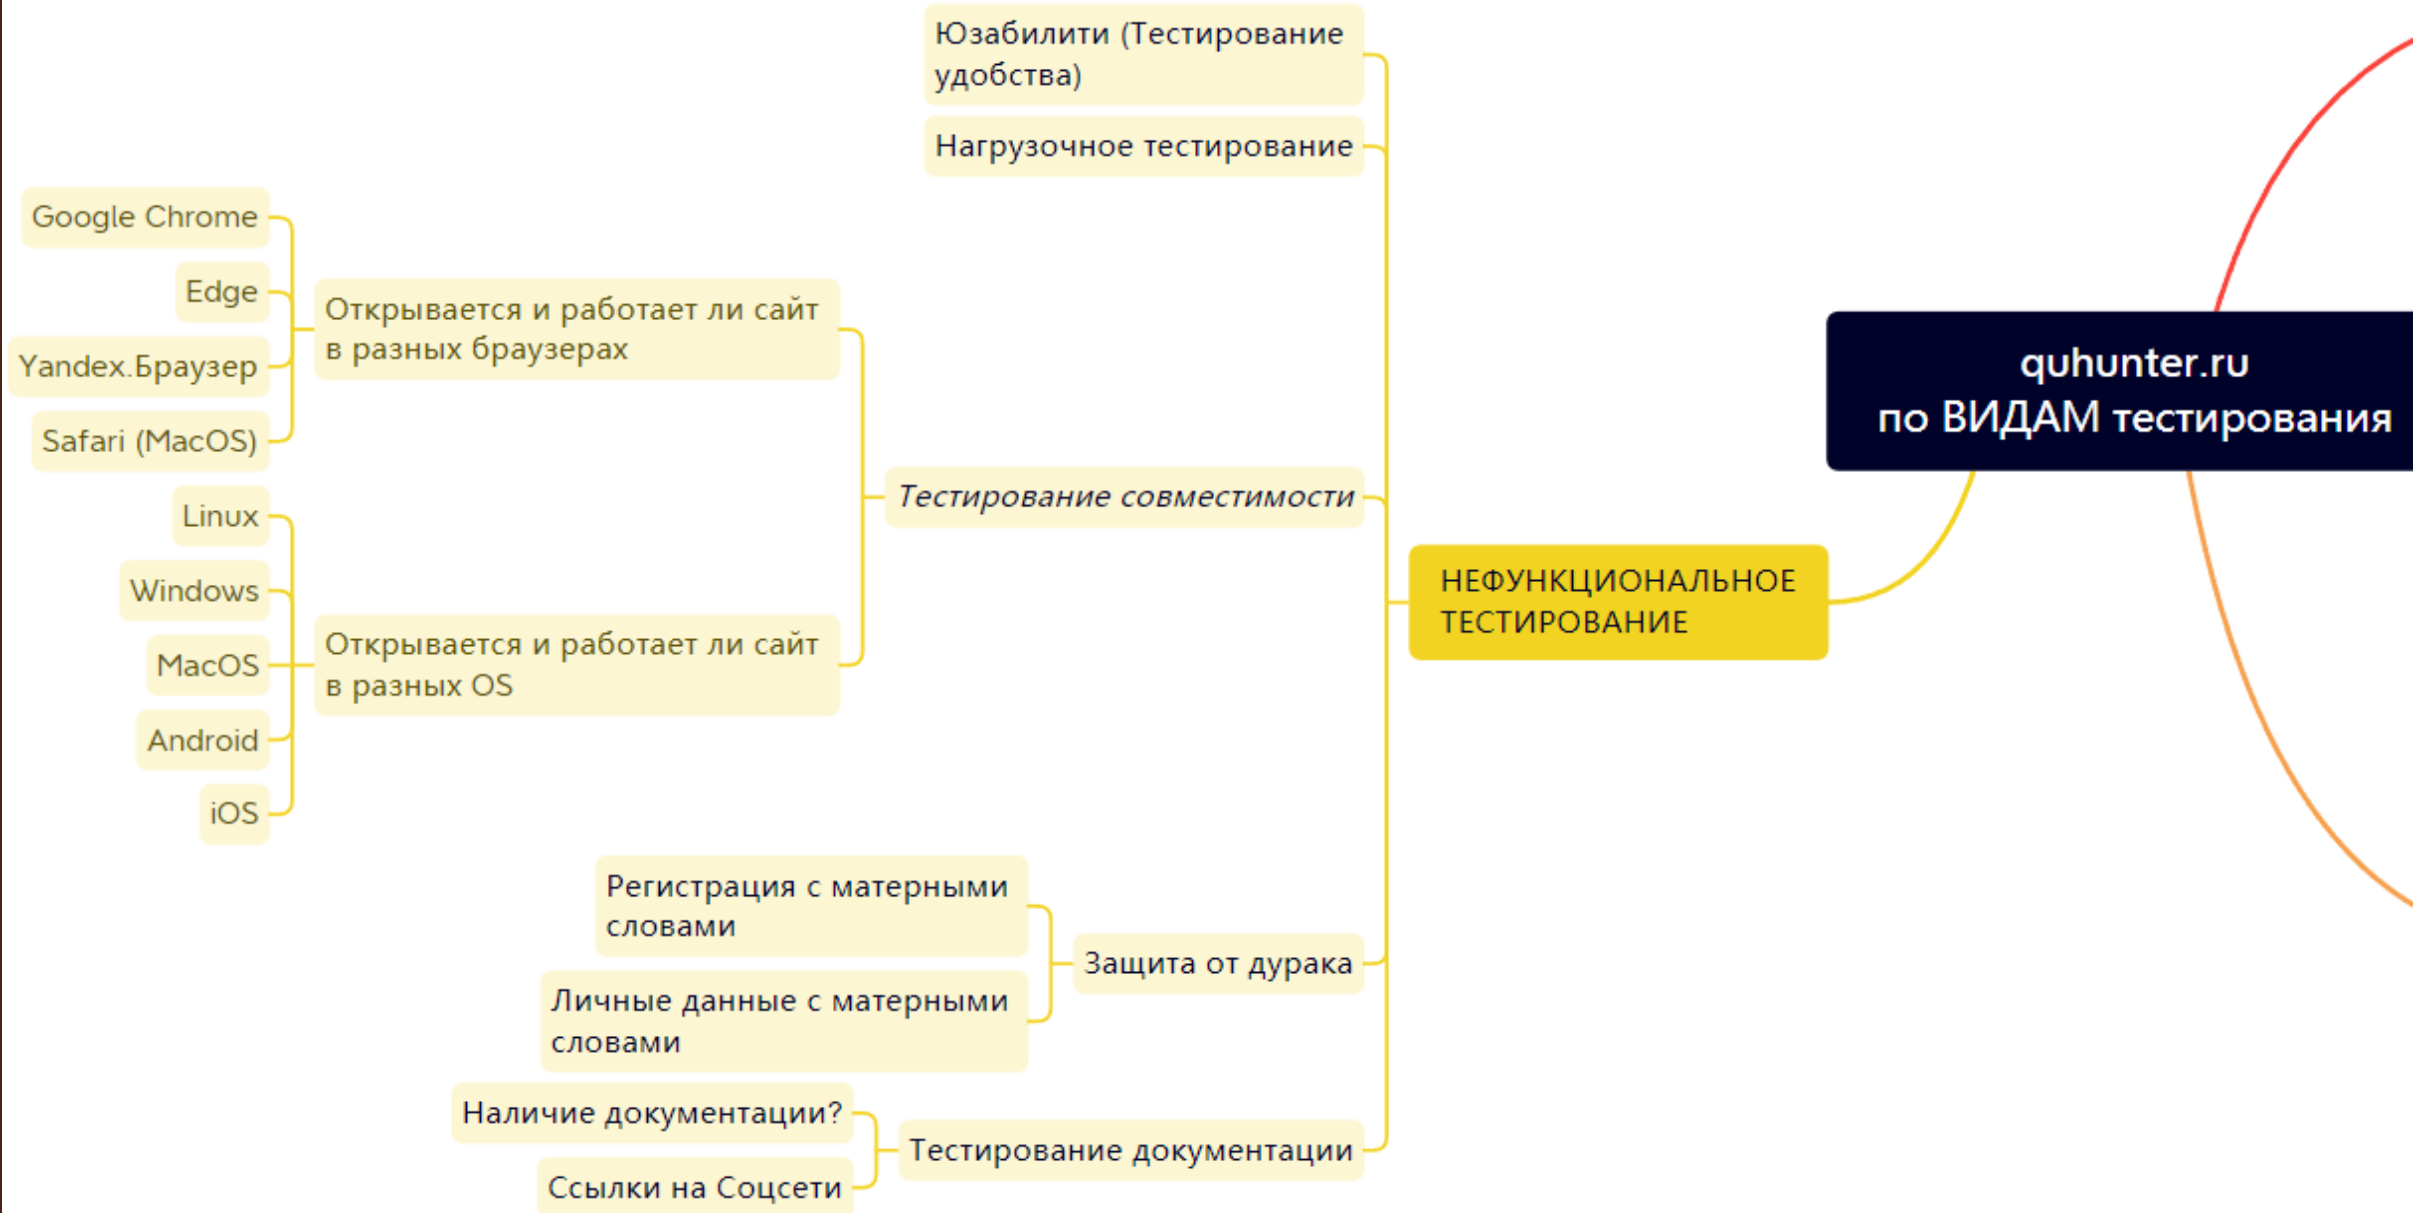 Юзабилити (Тестирование
удобства)
Нагрузочное тестирование
Google Chrome
Edge
Yandex.Браузер
Safari (MacOS)
Открывается и работает ли сайт
в разных браузерах
Linux
Windows
MacOS
Android
iOS
Открывается и работает ли сайт
в разных OS
Тестирование совместимости
Регистрация с матерными
словами
Личные данные с матерными
словами
Защита от дурака
Наличие документации?
Ссылки на Соцсети
Тестирование документации
НЕФУНКЦИОНАЛЬНОЕ
ТЕСТИРОВАНИЕ
quhunter.ru
по ВИДАМ тестирования